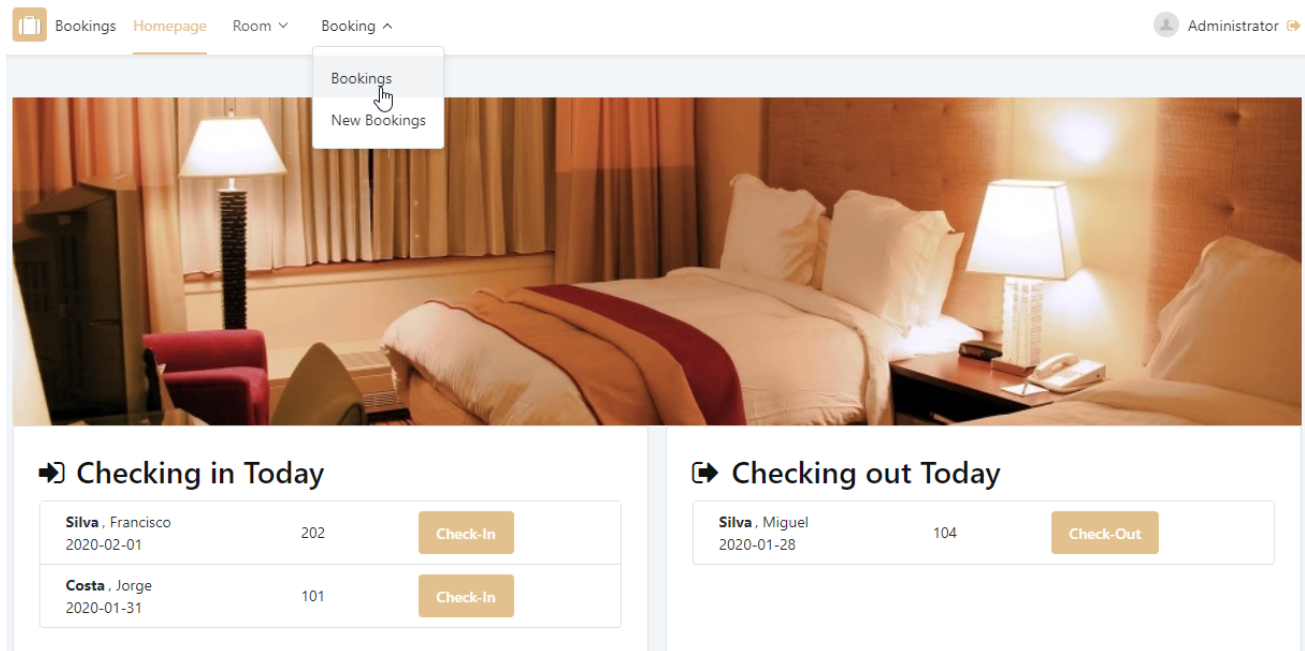 Bookings Homepage Room Booking Administrator
Bookings
New Bookings
Checking in Today
Silva , Francisco
2020-02-01
202
Check-In
Costa , Jorge
2020-01-31
101
Check-In
Checking out Today
Silva , Miguel
2020-01-28
104
Check-Out